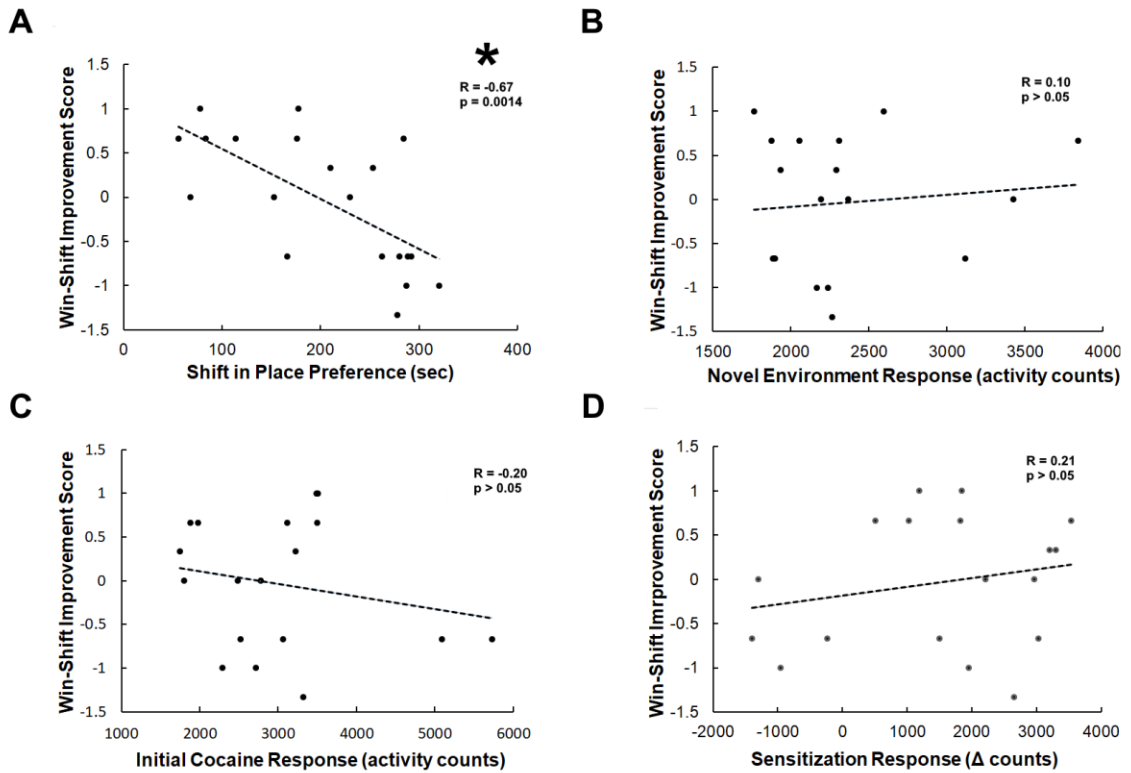 A
*
R = -0.67
p = 0.0014
Win-Shift Improvement Score
1.5
1
0.5
0
-0.5
-1
-1.5
0
100
200
300
400
Shift in Place Preference (sec)
B
R = 0.10
p > 0.05
Win-Shift Improvement Score
1.5
1
0.5
0
-0.5
-1
-1.5
1500
2000
2500
3000
3500
4000
Novel Environment Response (activity counts)
C
R = -0.20
p > 0.05
Win-Shift Improvement Score
1.5
1
0.5
0
-0.5
-1
-1.5
1000
2000
3000
4000
5000
6000
Initial Cocaine Response (activity counts)
D
R = 0.21
p > 0.05
Win-Shift Imrprovement Score
1.5
1
0.5
0
-0.5
-1
-1.5
-2000
-1000
0
1000
2000
3000
4000
Sensitization Response (Δ counts)